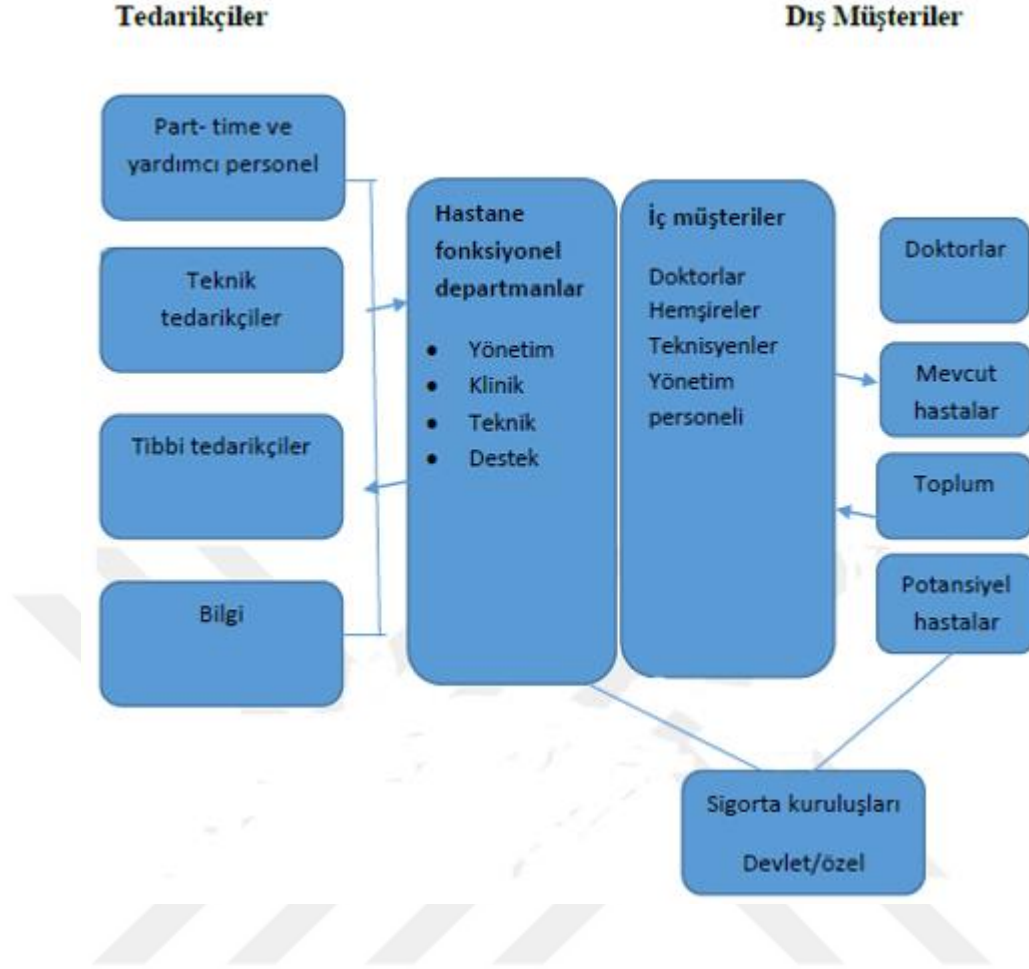 Tedarikçiler
Dış Müşteriler
Part- time ve
yardımcı personel
Teknik
tedarikçiler
Tibbi tedarikçiler
Bilgi
Hastane
fonksiyonel
departmanlar
• Yönetim
• Klinik
• Teknik
• Destek
İç müşteriler
Doktorlar
Hemşireler
Teknisyenler
Yönetim
personeli
Doktorlar
Mevcut
hastalar
Toplum
Potansiyel
hastalar
Sigorta kuruluşları
Devlet/özel